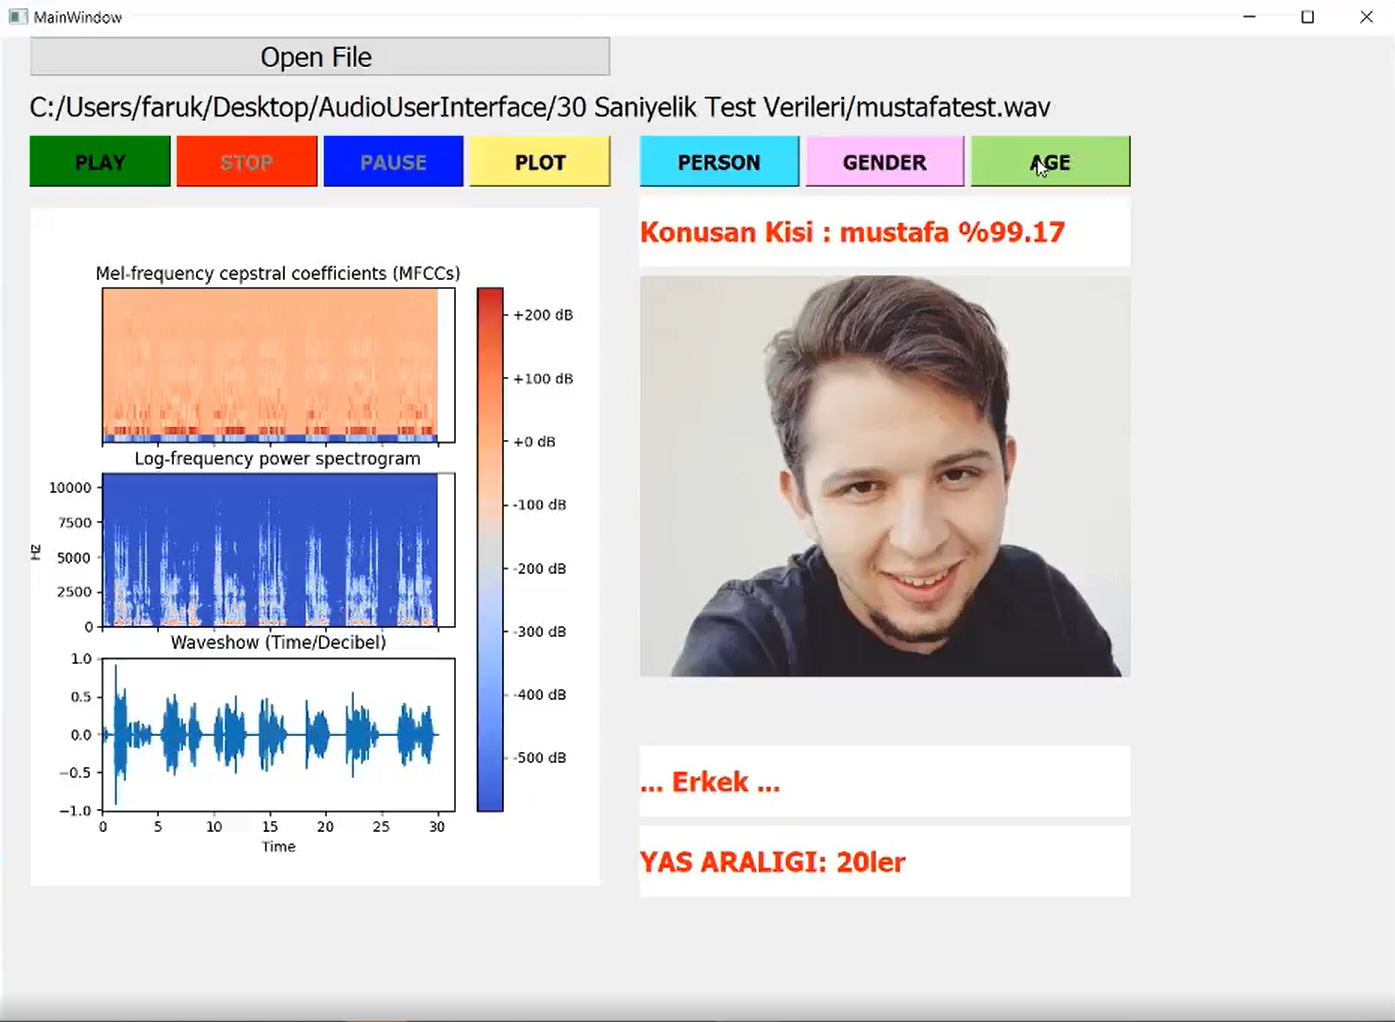 MainWindow
Open File
C:/Users/faruk/Desktop/AudioUserInterface/30 Saniyelik Test Verileri/mustafatest.wav
PLAY STOP PAUSE PLOT PERSON GENDER AGE
Konusan Kisi : mustafa %99.17
Mel-frequency cepstral coefficients (MFCCs)
+200 dB
+100 dB
+0 dB
-100 dB
-200 dB
-300 dB
-400 dB
-500 dB
Log-frequency power spectrogram
10000
7500
5000
2500
0
Hz
Waveshow (Time/Decibel)
1.0
0.5
0.0
−0.5
−1.0
0 5 10 15 20 25 30
Time
... Erkek ...
YAS ARALIGI: 20ler